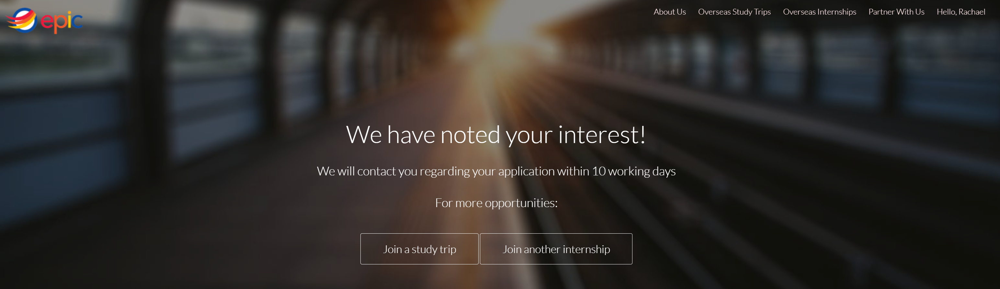 epic
About Us
Overseas Study Trips
Overseas Internships
Partner With Us
Hello, Rachael
We have noted your interest!
We will contact you regarding your application within 10 working days
For more opportunities:
Join a study trip
Join another internship